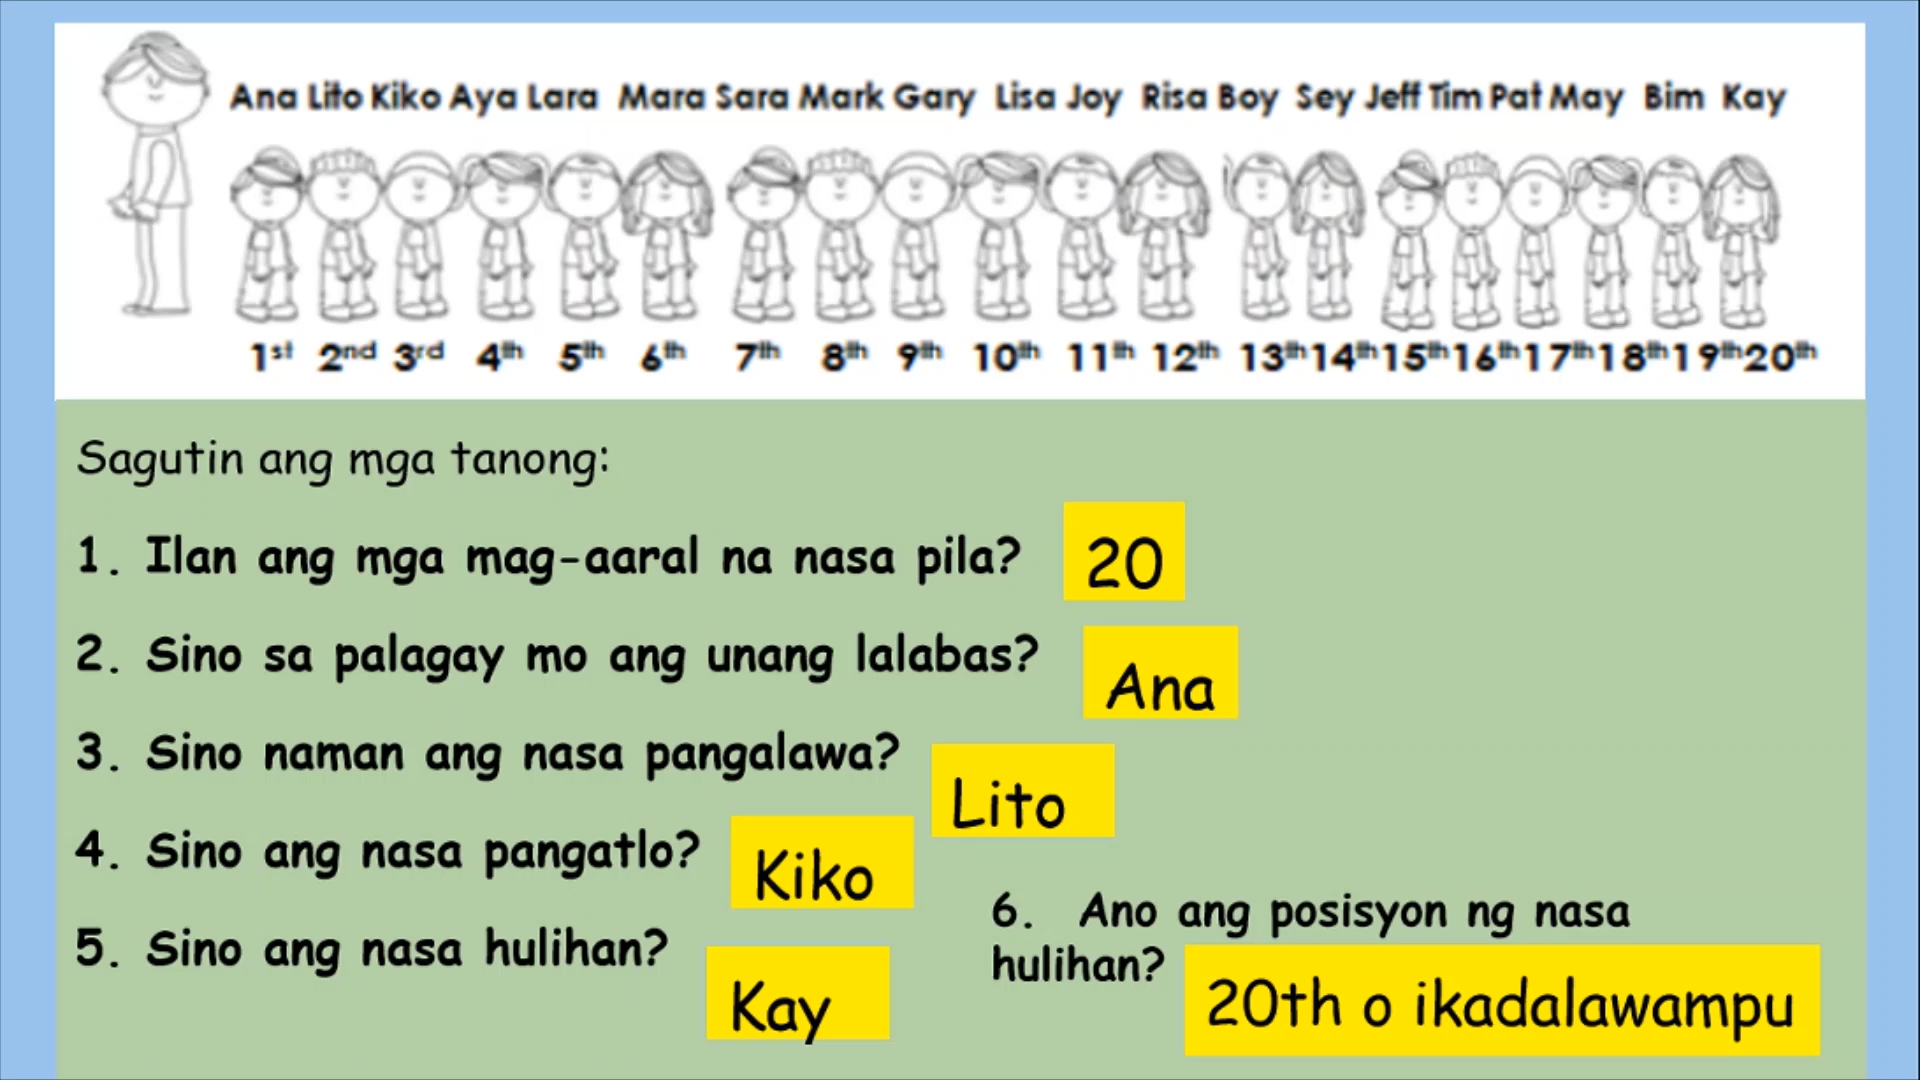 Ana Lito Kiko Aya Lara Mara Sara Mark Gary Lisa Joy Risa Boy Sey Jeff Tim Pat May Bim Kay
1st 2nd 3rd 4th 5th 6th 7th 8th 9th 10th 11th 12th 13th 14th 15th 16th 17th 18th 19th 20th
Sagutin ang mga tanong:
1. Ilan ang mga mag-aaral na nasa pila? 20
2. Sino sa palagay mo ang unang lalabas? Ana
3. Sino naman ang nasa pangalawa? Lito
4. Sino ang nasa pangatlo? Kiko
5. Sino ang nasa hulihan? Kay
6. Ano ang posisyon ng nasa
hulihan? 20th o ikadalawampu